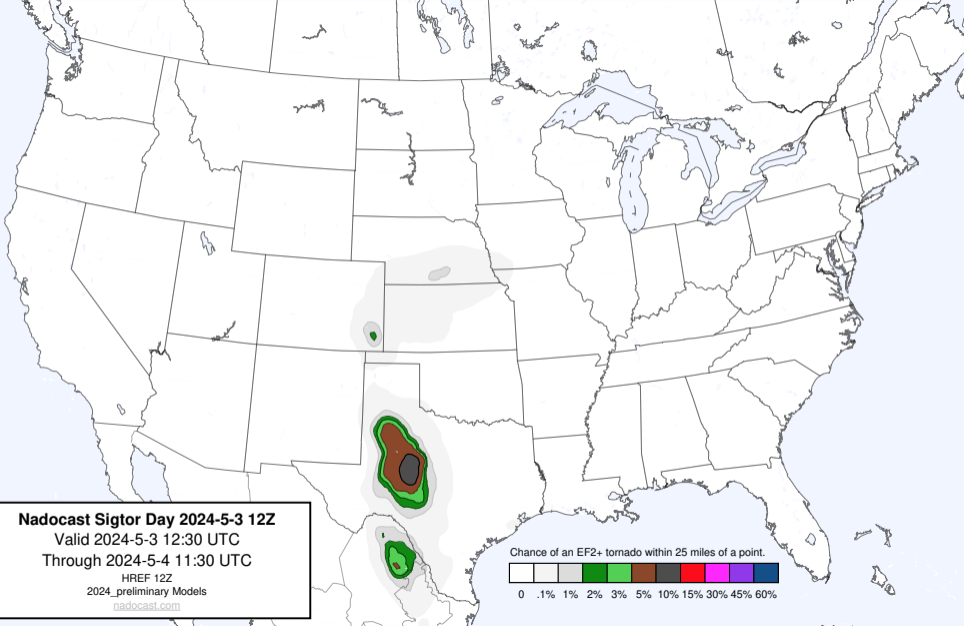 Nadocast Sigtor Day 2024-5-3 12Z
Valid 2024-5-3 12:30 UTC
Through 2024-5-4 11:30 UTC
HREF 12Z
2024_preliminary Models
nadocast.com
Chance of an EF2+ tornado within 25 miles of a point.
0 .1% 1% 2% 3% 5% 10% 15% 30% 45% 60%